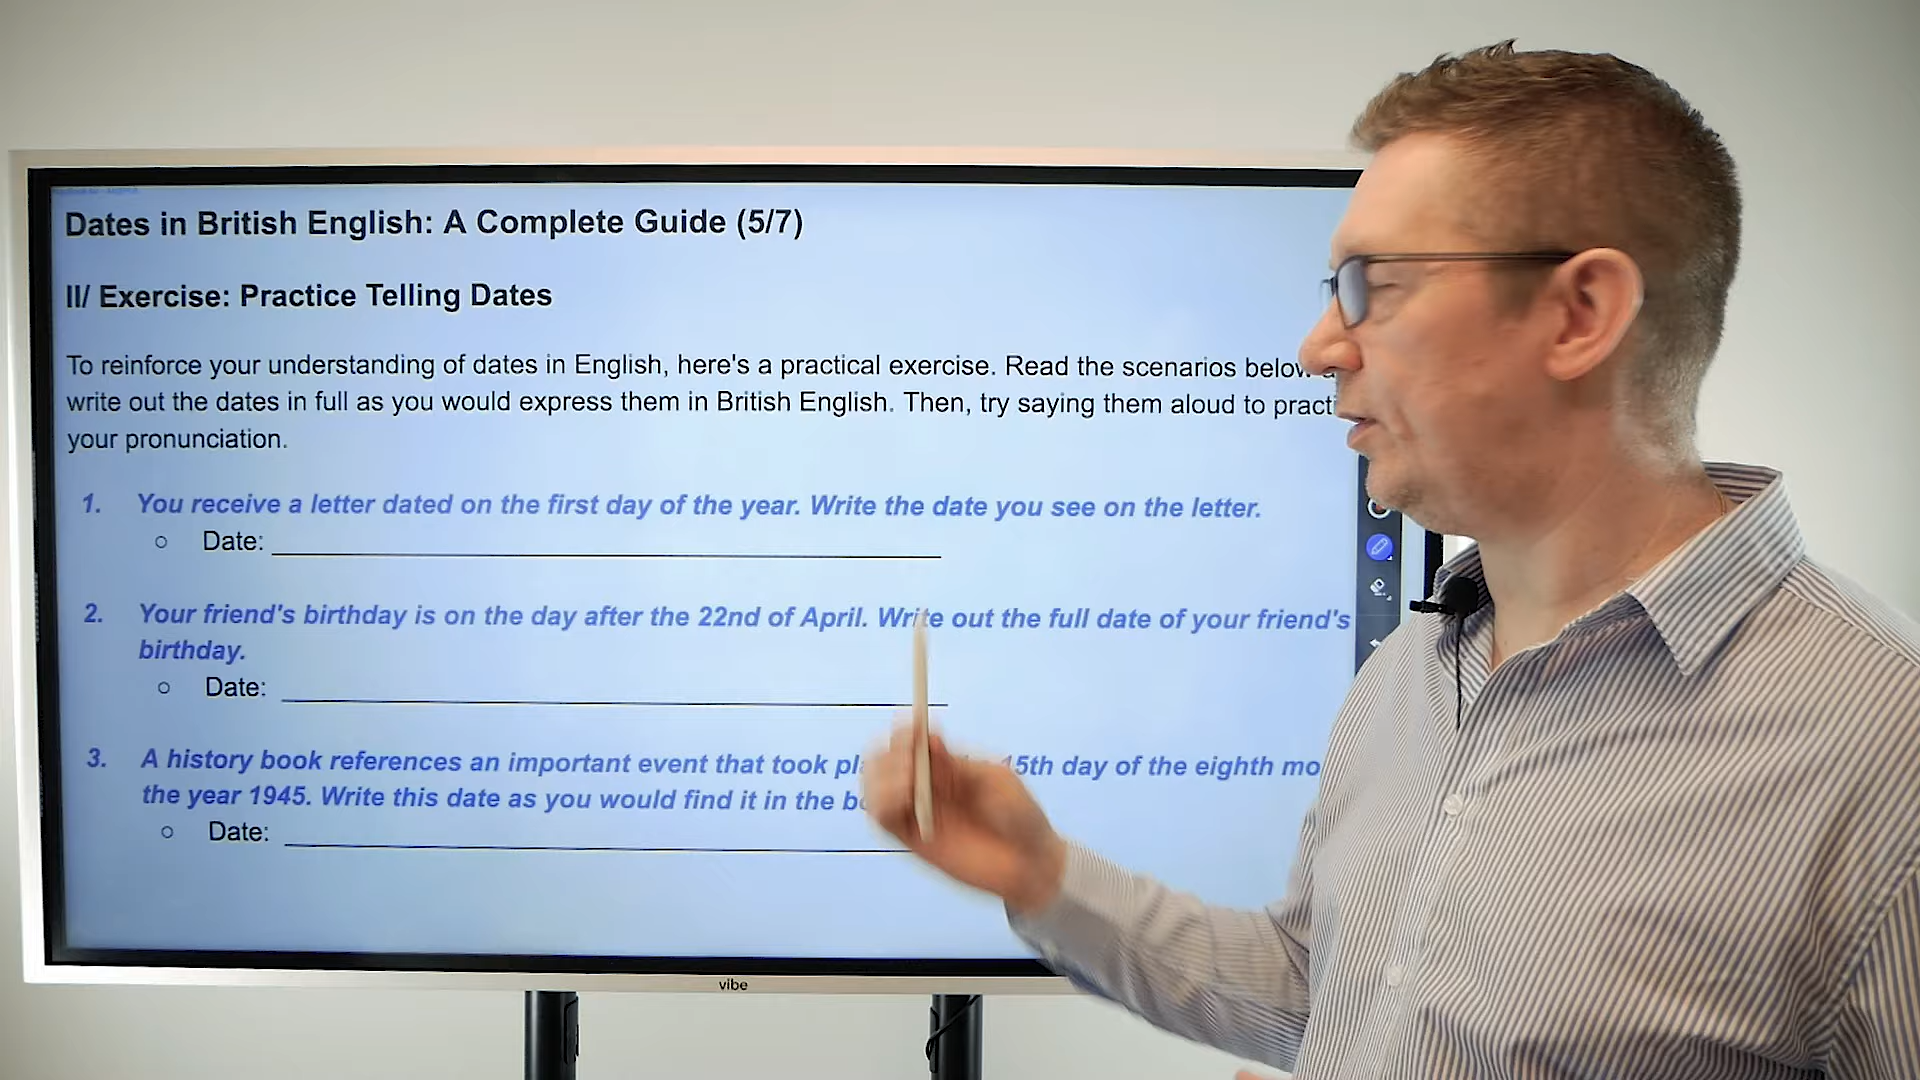 Dates in British English: A Complete Guide (5/7)
II/ Exercise: Practice Telling Dates
To reinforce your understanding of dates in English, here's a practical exercise. Read the scenarios
write out the dates in full as you would express them in British English. Then, try saying them aloud to
your pronunciation.
1. You receive a letter dated on the first day of the year. Write the date you see on the letter.
○ Date:
2. Your friend's birthday is on the day after the 22nd of April. Write out the full date of your friend's
birthday.
○ Date:
3. A history book references an important event that took 15th day of the eighth
the year 1945. Write this date as you would find it in the
○ Date:
vibe